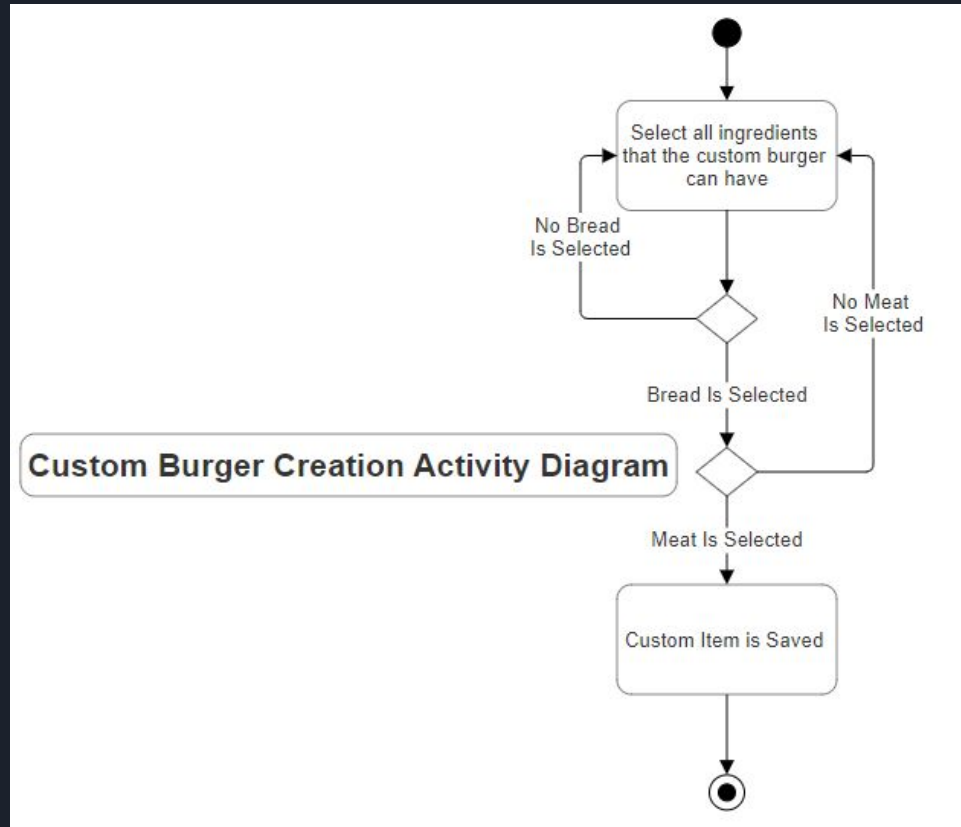 Select all ingredients
that the custom burger
can have
No Bread
Is Selected
No Meat
Is Selected
Bread Is Selected
Custom Burger Creation Activity Diagram
Meat Is Selected
Custom Item is Saved